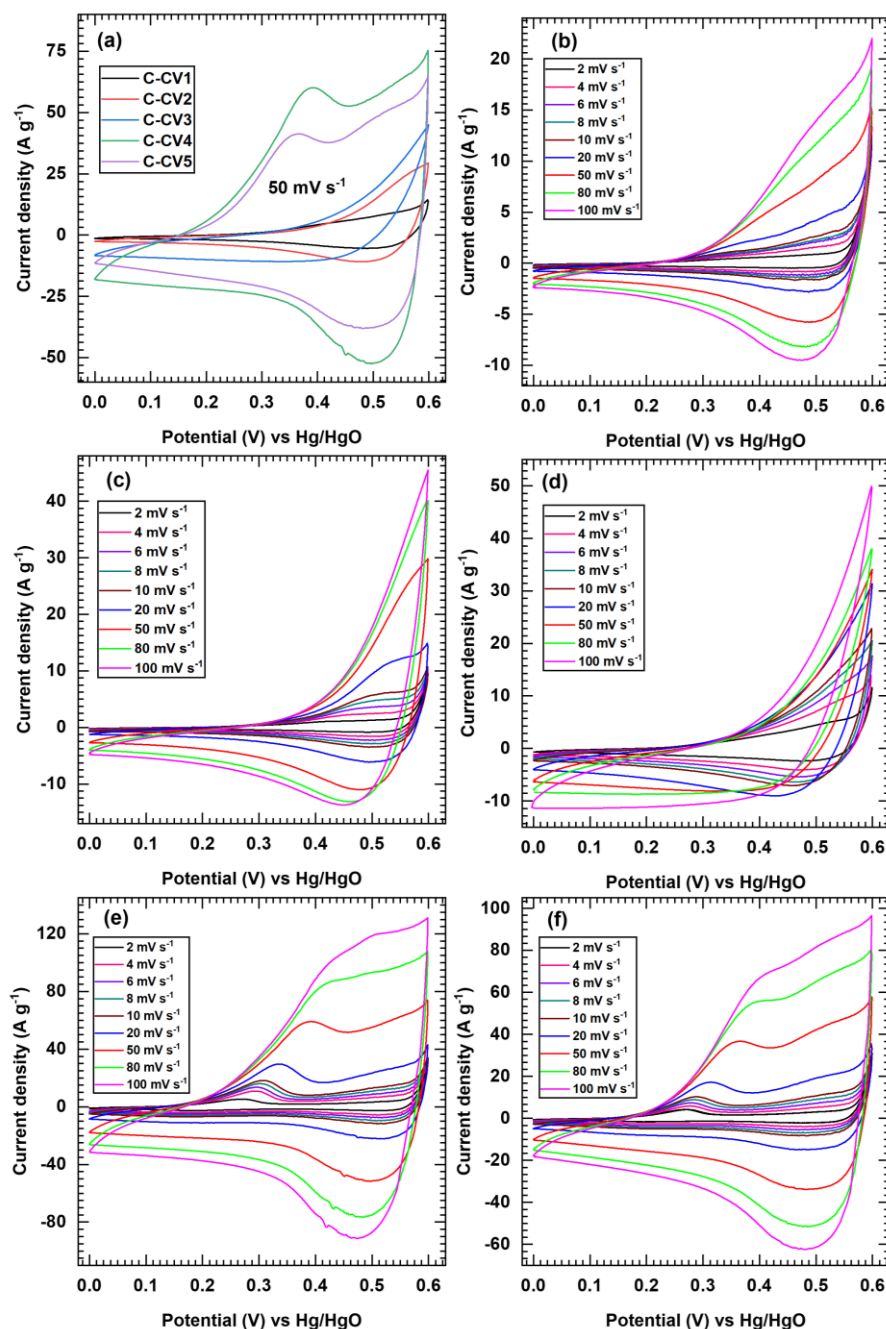 (a)
C-CV1
C-CV2
C-CV3
C-CV4
C-CV5
50 mV s⁻¹
75
50
25
0
-25
-50
Current density (A g⁻¹)
0.0 0.1 0.2 0.3 0.4 0.5 0.6
Potential (V) vs Hg/HgO
(b)
2 mV s⁻¹
4 mV s⁻¹
6 mV s⁻¹
8 mV s⁻¹
10 mV s⁻¹
20 mV s⁻¹
50 mV s⁻¹
80 mV s⁻¹
100 mV s⁻¹
20
15
10
5
0
-5
-10
Current density (A g⁻¹)
0.0 0.1 0.2 0.3 0.4 0.5 0.6
Potential (V) vs Hg/HgO
(c)
2 mV s⁻¹
4 mV s⁻¹
6 mV s⁻¹
8 mV s⁻¹
10 mV s⁻¹
20 mV s⁻¹
50 mV s⁻¹
80 mV s⁻¹
100 mV s⁻¹
40
30
20
10
0
-10
Current density (A g⁻¹)
0.0 0.1 0.2 0.3 0.4 0.5 0.6
Potential (V) vs Hg/HgO
(d)
2 mV s⁻¹
4 mV s⁻¹
6 mV s⁻¹
8 mV s⁻¹
10 mV s⁻¹
20 mV s⁻¹
50 mV s⁻¹
80 mV s⁻¹
100 mV s⁻¹
50
40
30
20
10
0
-10
Current density (A g⁻¹)
0.0 0.1 0.2 0.3 0.4 0.5 0.6
Potential (V) vs Hg/HgO
(e)
2 mV s⁻¹
4 mV s⁻¹
6 mV s⁻¹
8 mV s⁻¹
10 mV s⁻¹
20 mV s⁻¹
50 mV s⁻¹
80 mV s⁻¹
100 mV s⁻¹
120
80
40
0
-40
-80
Current density (A g⁻¹)
0.0 0.1 0.2 0.3 0.4 0.5 0.6
Potential (V) vs Hg/HgO
(f)
2 mV s⁻¹
4 mV s⁻¹
6 mV s⁻¹
8 mV s⁻¹
10 mV s⁻¹
20 mV s⁻¹
50 mV s⁻¹
80 mV s⁻¹
100 mV s⁻¹
100
80
60
40
20
0
-20
-40
-60
Current density (A g⁻¹)
0.0 0.1 0.2 0.3 0.4 0.5 0.6
Potential (V) vs Hg/HgO